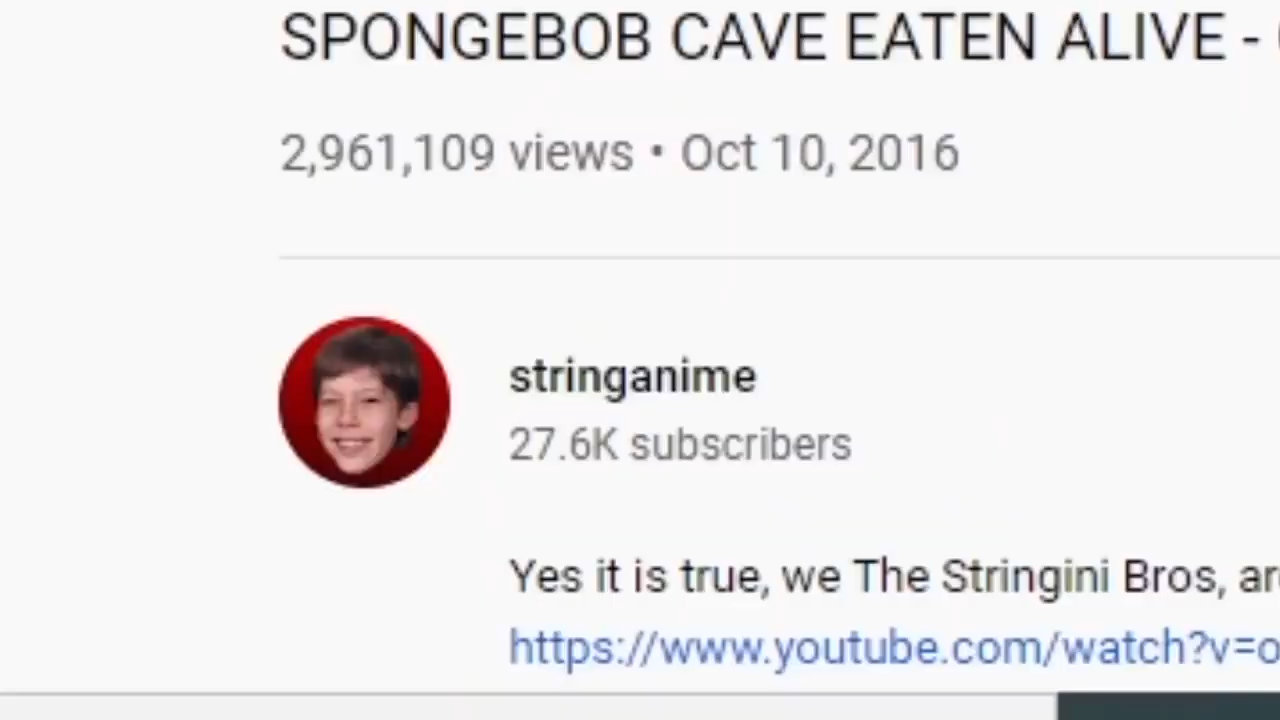 SPONGEBOB CAVE EATEN ALIVE -
2,961,109 views • Oct 10, 2016
stringanime
27.6K subscribers
Yes it is true, we The Stringini Bros, ar
https://www.youtube.com/watch?v=o